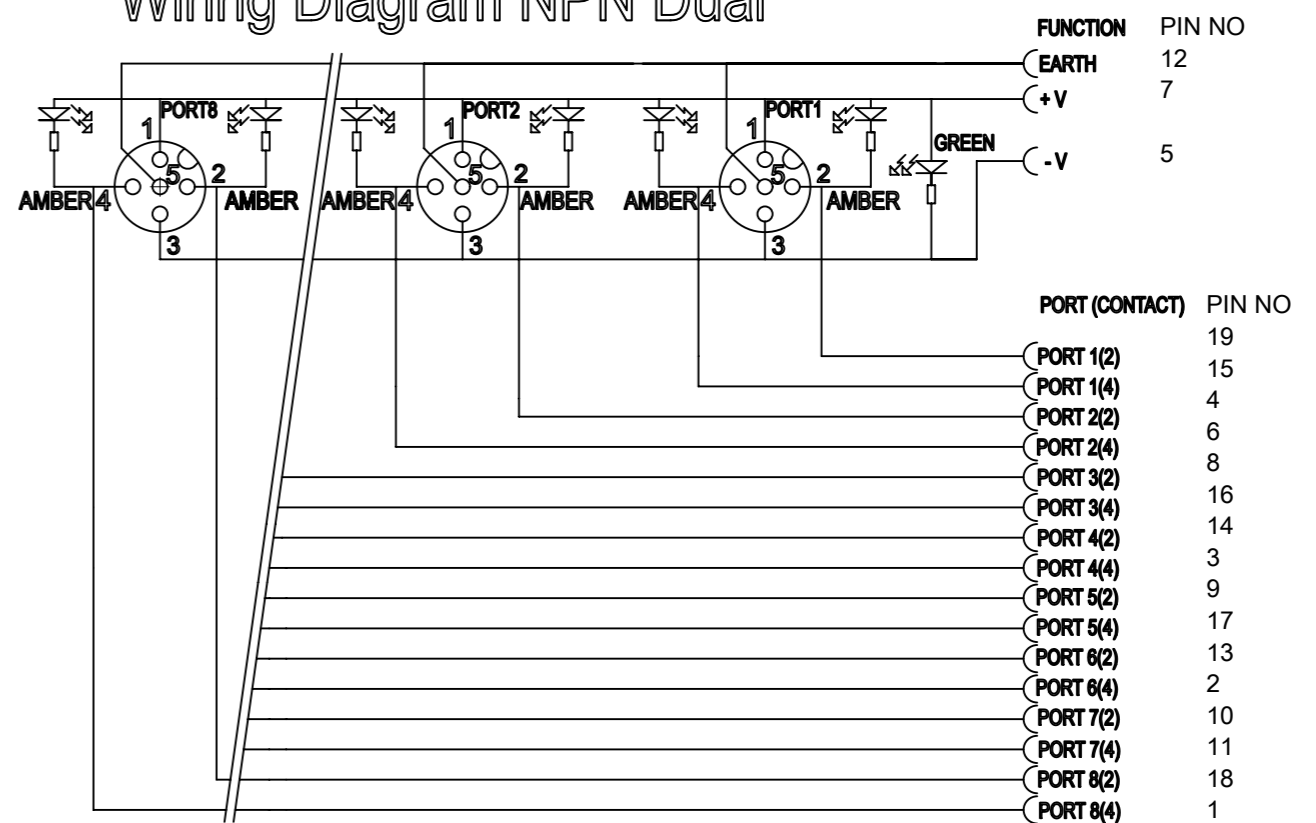 Wiring Diagram NPN Dual
FUNCTION PIN NO
EARTH 12
+ V 7
- V 5
PORT8 PORT2 PORT1
1 1 1
GREEN
5 2 5 2 5 2
AMBER 4 AMBER AMBER 4 AMBER AMBER 4 AMBER
3 3 3
PORT (CONTACT) PIN NO
PORT 1(2) 19
PORT 1(4) 15
PORT 2(2) 4
PORT 2(4) 6
PORT 3(2) 8
PORT 3(4) 16
PORT 4(2) 14
PORT 4(4) 3
PORT 5(2) 9
PORT 5(4) 17
PORT 6(2) 13
PORT 6(4) 2
PORT 7(2) 10
PORT 7(4) 11
PORT 8(2) 18
PORT 8(4) 1